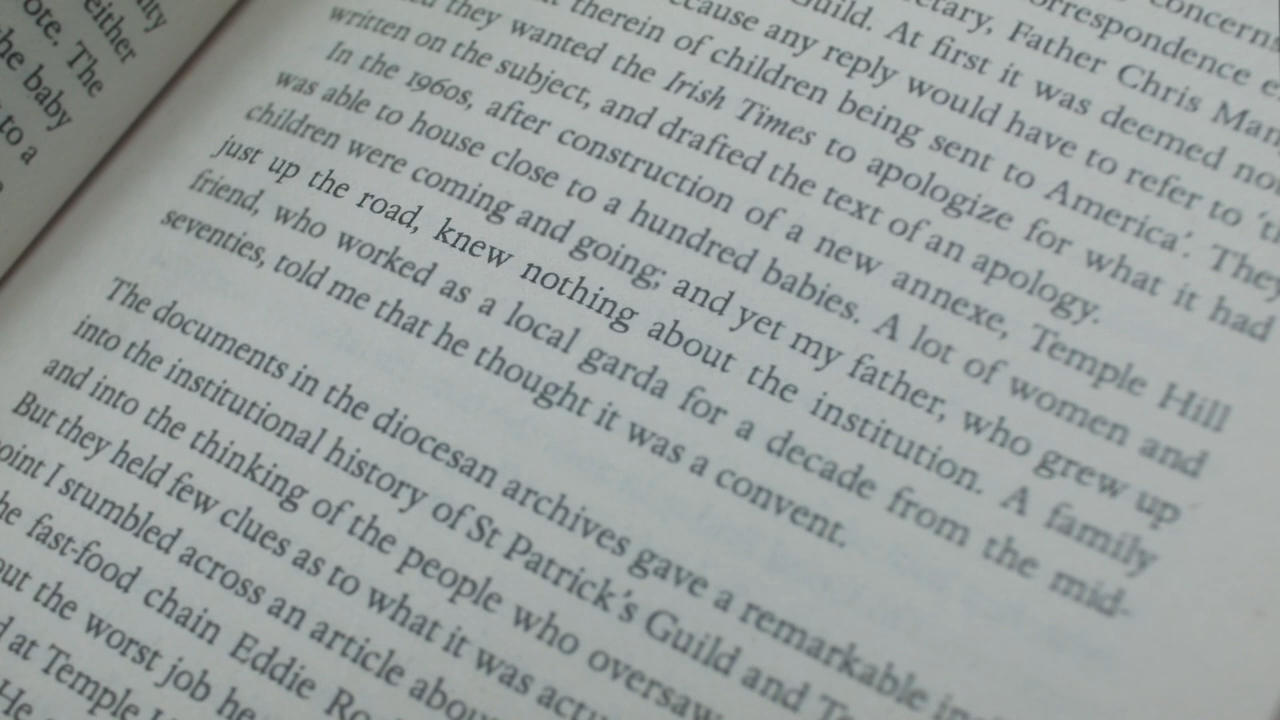 ity
either
ote. The
he baby
to a
concerns
orrespondence e
etary, Father Chris Man
Guild. At first it was deemed no
ecause any reply would have to refer to 't
therein of children being sent to America'. They
they wanted the Irish Times to apologize for what it had
written on the subject, and drafted the text of an apology.
In the 1960s, after construction of a new annexe, Temple Hill
was able to house close to a hundred babies. A lot of women and
children were coming and going; and yet my father, who grew up
just up the road, knew nothing about the institution. A family
friend, who worked as a local garda for a decade from the mid-
seventies, told me that he thought it was a convent.
The documents in the diocesan archives gave a remarkable
into the institutional history of St Patrick's Guild and Te
and into the thinking of the people who oversaw
But they held few clues as to what it was actu
oint I stumbled across an article abou
he fast-food chain Eddie Ro
out the worst job he
d at Temple H
He